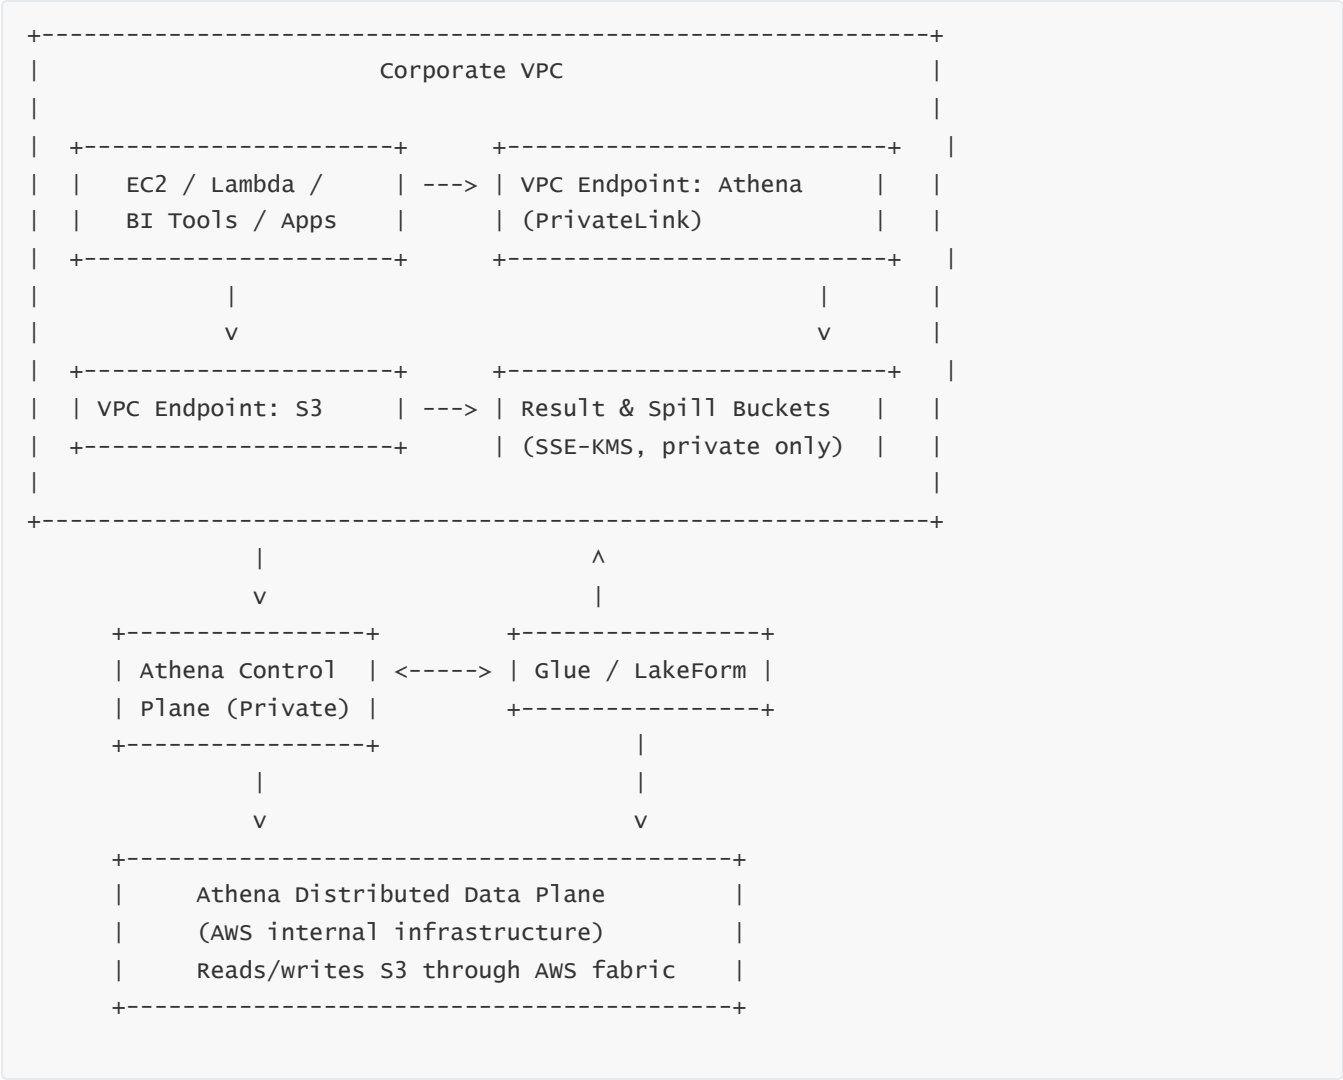 +---------------------------------------------------------------+
|                        Corporate VPC                          |
|                                                               |
|  +----------------------+      +---------------------------+   |
|  |   EC2 / Lambda /     | ---> | VPC Endpoint: Athena     |   |
|  |   BI Tools / Apps    |      | (PrivateLink)            |   |
|  +----------------------+      +---------------------------+   |
|             |                                         |       |
|             v                                         v       |
|  +----------------------+      +---------------------------+   |
|  | VPC Endpoint: S3     | ---> | Result & Spill Buckets   |   |
|  +----------------------+      | (SSE-KMS, private only)  |   |
|                                                               |
+---------------------------------------------------------------+
                |                       ^
                v                       |
      +-----------------+         +-----------------+
      | Athena Control  | <-----> | Glue / LakeForm |
      | Plane (Private) |         +-----------------+
      +-----------------+                  |
                |                          |
                v                          v
      +-------------------------------------------+
      |     Athena Distributed Data Plane         |
      |     (AWS internal infrastructure)         |
      |     Reads/writes S3 through AWS fabric    |
      +-------------------------------------------+